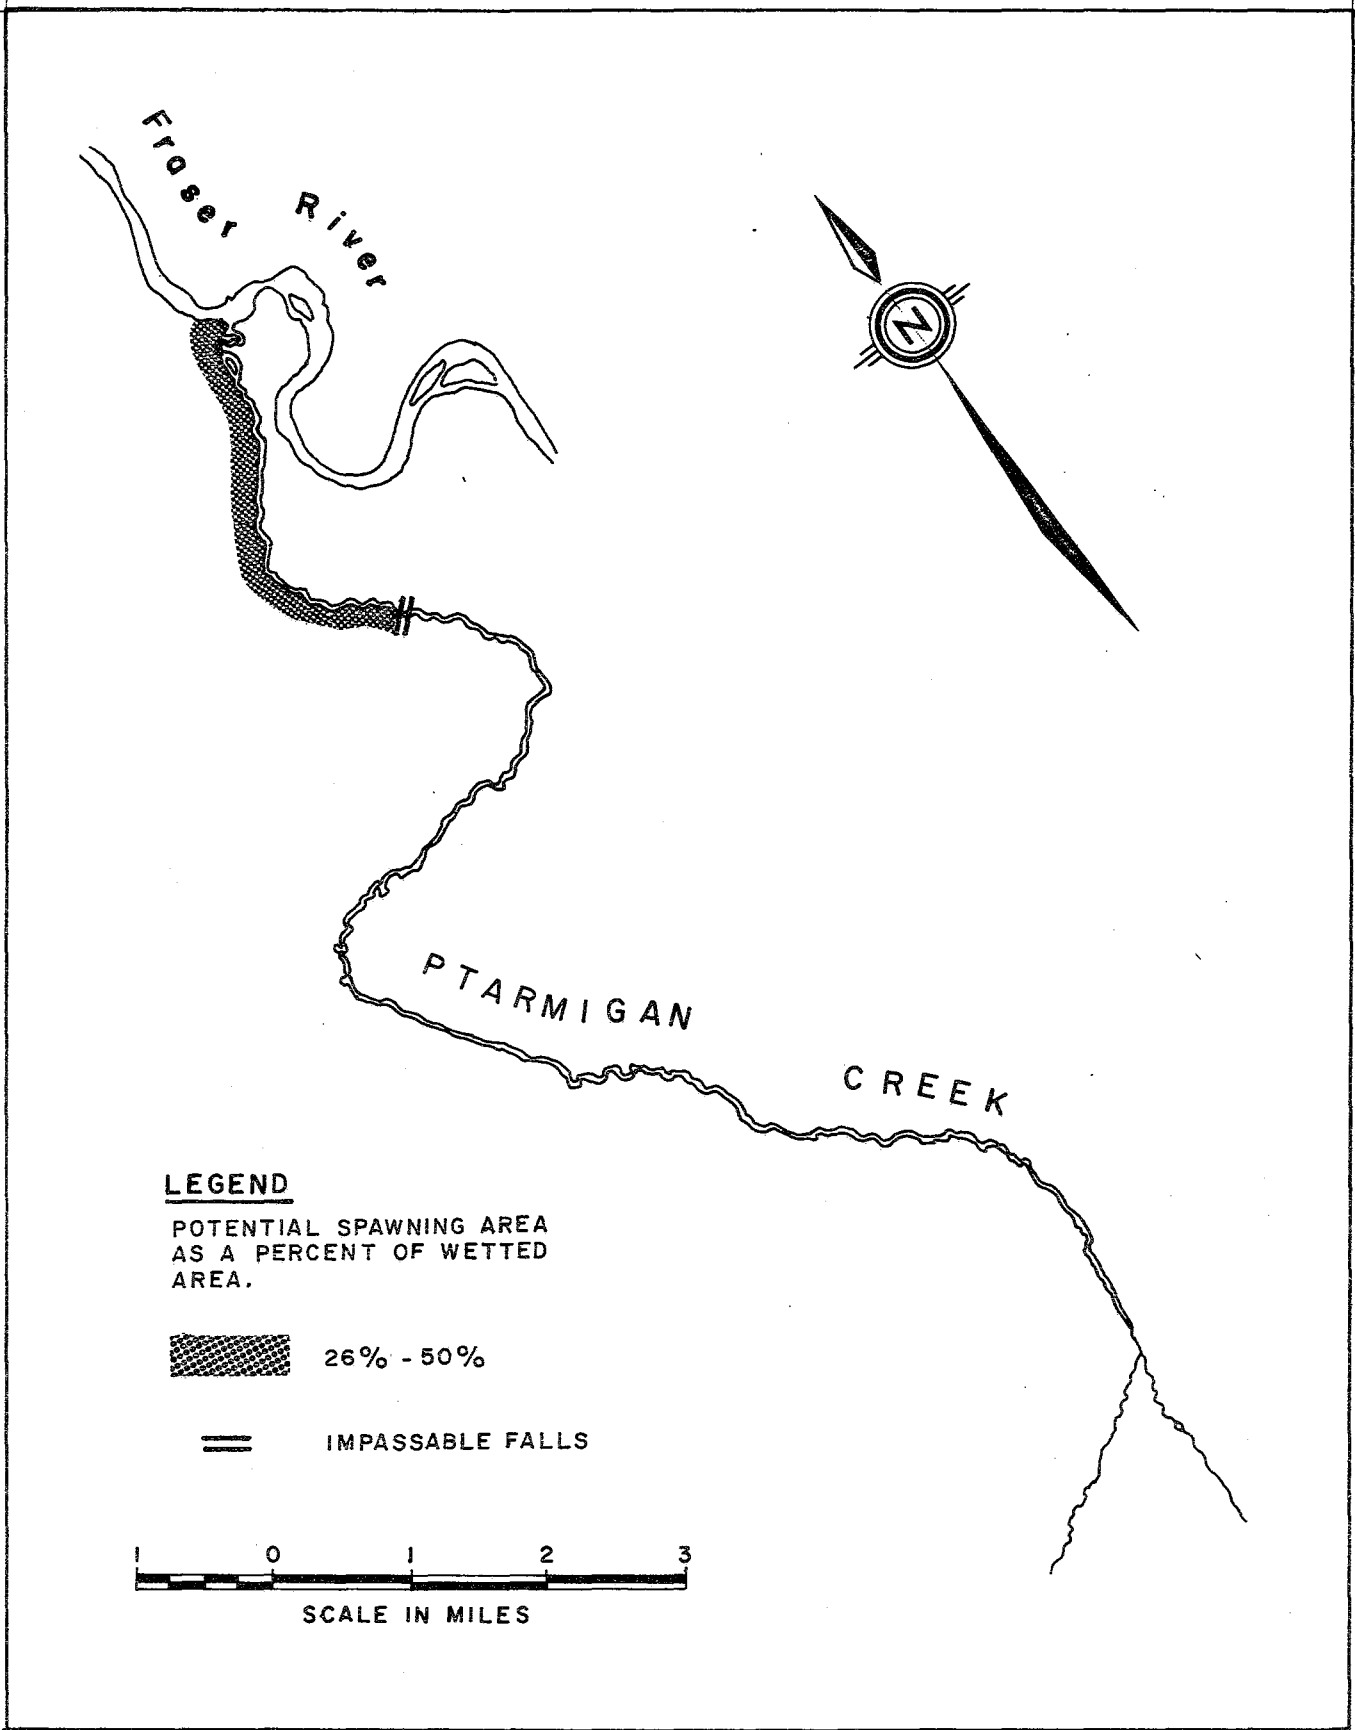 Fraser River
N
PTARMIGAN CREEK
LEGEND
POTENTIAL SPAWNING AREA
AS A PERCENT OF WETTED
AREA.
26% - 50%
IMPASSABLE FALLS
1 0 1 2 3
SCALE IN MILES